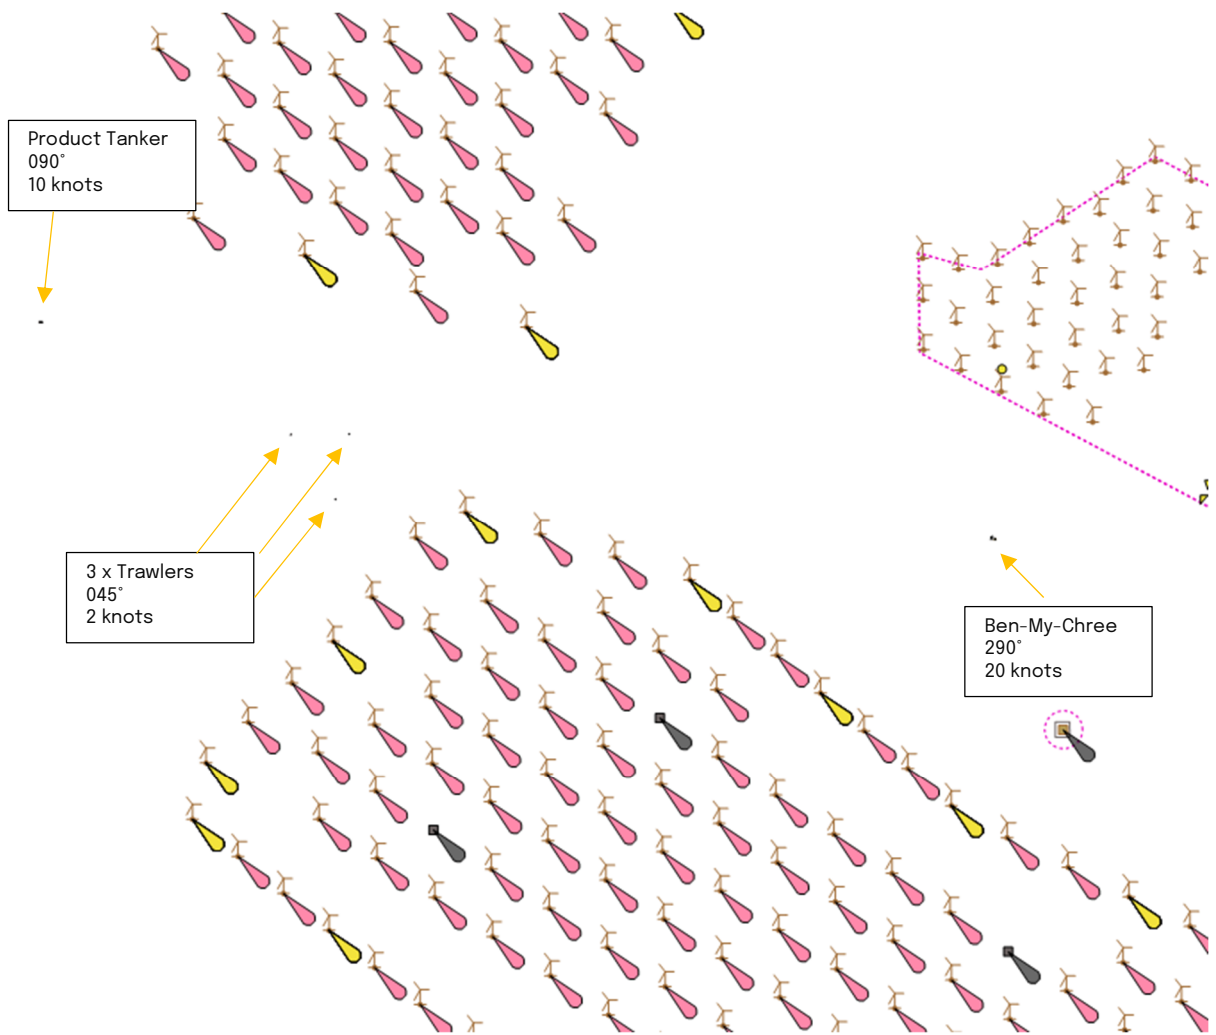 Product Tanker
090°
10 knots
3 x Trawlers
045°
2 knots
Ben-My-Chree
290°
20 knots